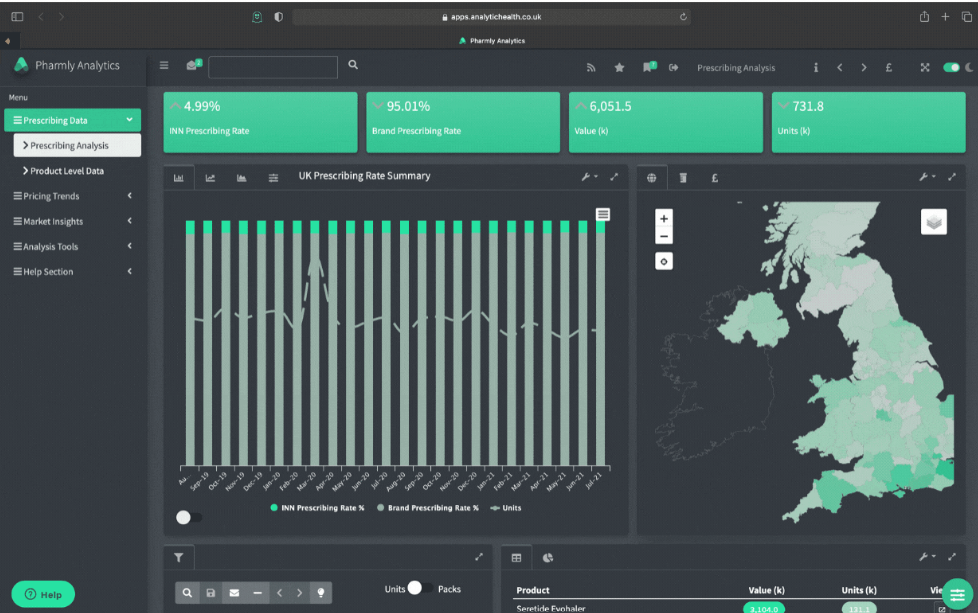 apps.analytichealth.co.uk
Pharmly Analytics
Pharmly Analytics
2
7
Prescribing Analysis
Menu
Prescribing Data
Prescribing Analysis
Product Level Data
Pricing Trends
Market Insights
Analysis Tools
Help Section
4.99%
INN Prescribing Rate
95.01%
Brand Prescribing Rate
6,051.5
Value (k)
731.8
Units (k)
UK Prescribing Rate Summary
£
+
−
Au... Sep-19 Oct-19 Nov-19 Dec-19 Jan-20 Feb-20 Mar-20 Apr-20 May-20 Jun-20 Jul-20 Aug-20 Sep-20 Oct-20 Nov-20 Dec-20 Jan-21 Feb-21 Mar-21 Apr-21 May-21 Jun-21 Jul-21
INN Prescribing Rate % Brand Prescribing Rate % Units
Units Packs
Product Value (k) Units (k) Vie
Seretide Evohaler 3,104.0 131.1
Help